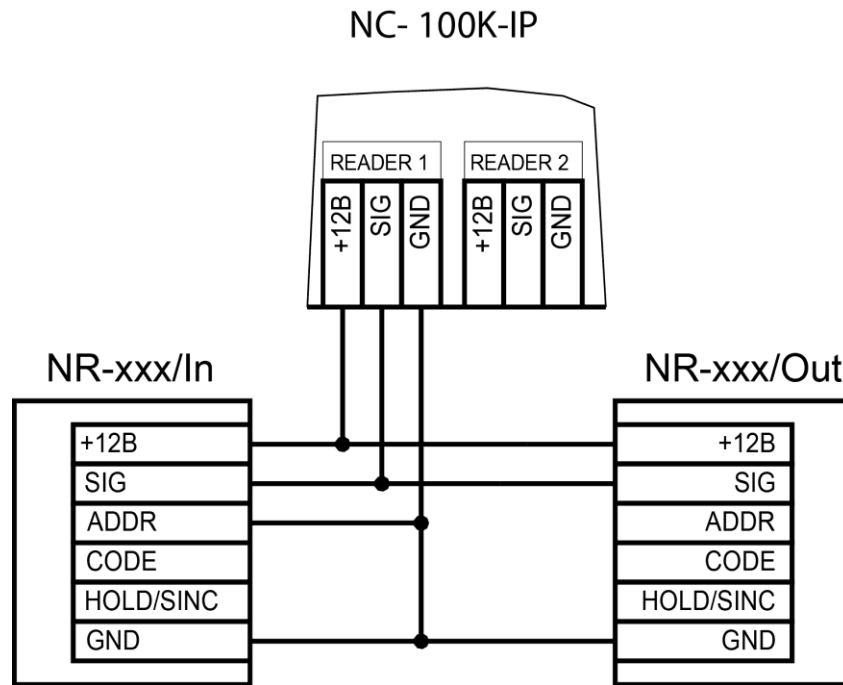 NC- 100K-IP
READER 1
READER 2
+12B
SIG
GND
+12B
SIG
GND
NR-xxx/In
NR-xxx/Out
+12B
SIG
ADDR
CODE
HOLD/SINC
GND
+12B
SIG
ADDR
CODE
HOLD/SINC
GND